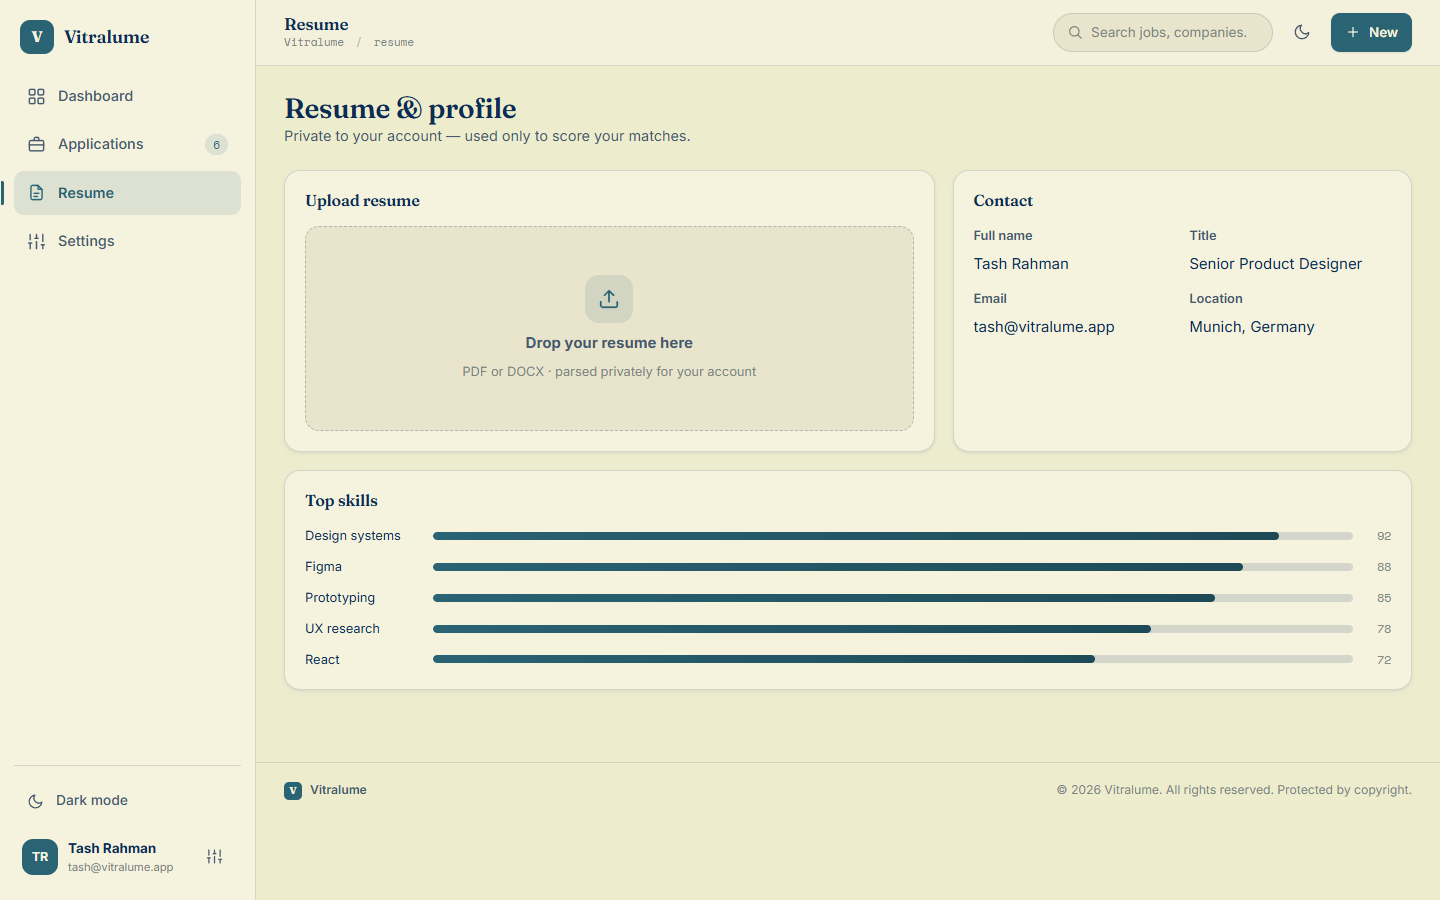 V Vitralume
Dashboard
Applications 6
Resume
Settings
Dark mode
TR Tash Rahman
tash@vitralume.app
Resume
Vitralume / resume
Search jobs, companies.
New
Resume & profile
Private to your account — used only to score your matches.
Upload resume
Drop your resume here
PDF or DOCX · parsed privately for your account
Contact
Full name Title
Tash Rahman Senior Product Designer
Email Location
tash@vitralume.app Munich, Germany
Top skills
Design systems 92
Figma 88
Prototyping 85
UX research 78
React 72
V Vitralume
© 2026 Vitralume. All rights reserved. Protected by copyright.